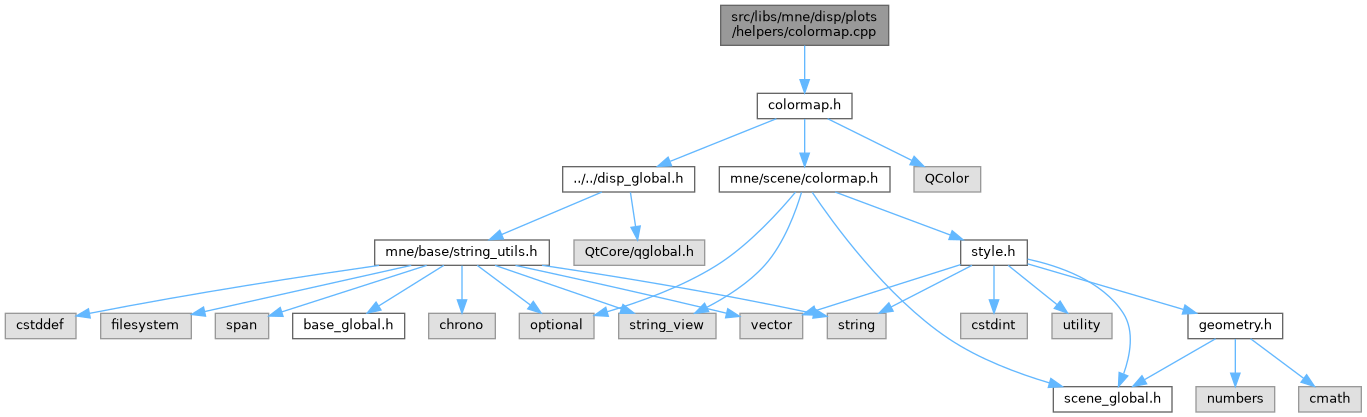 src/libs/mne/disp/plots
/helpers/colormap.cpp
colormap.h
../../disp_global.h
mne/scene/colormap.h
QColor
mne/base/string_utils.h
QtCore/qglobal.h
style.h
cstddef
filesystem
span
base_global.h
chrono
optional
string_view
vector
string
cstdint
utility
geometry.h
scene_global.h
numbers
cmath